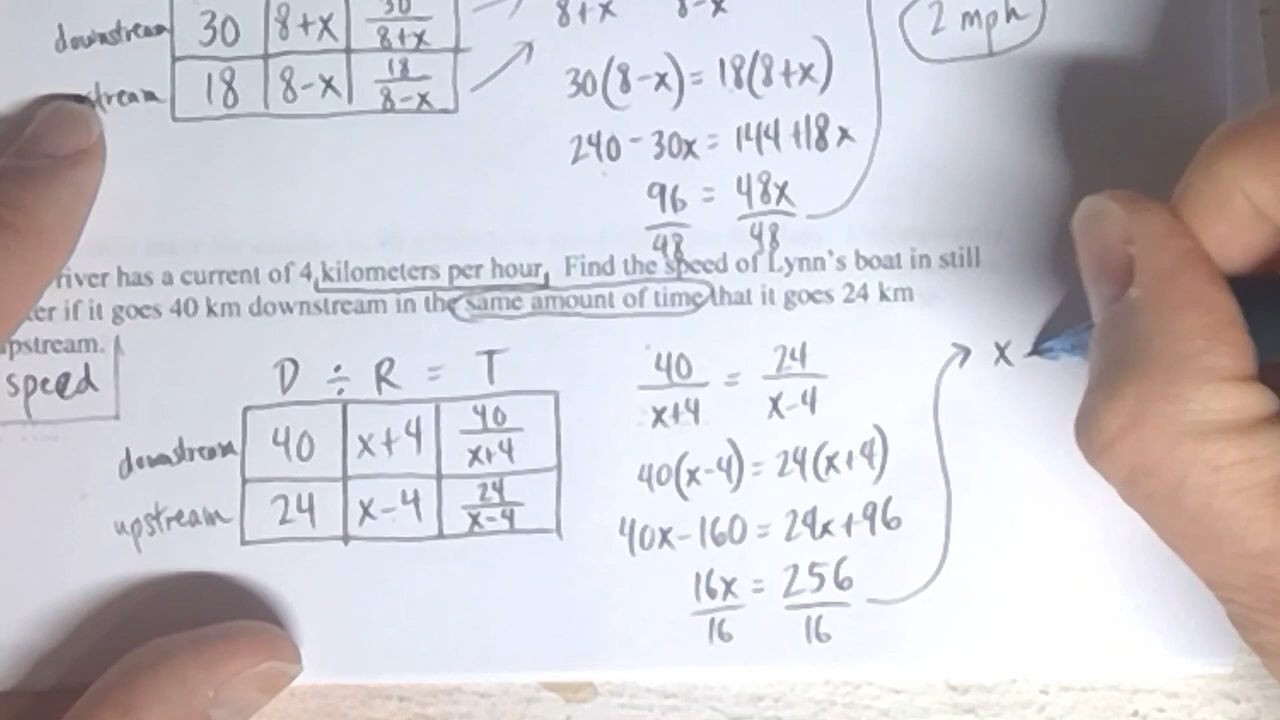 downstream 30 8+x 30/8+x
stream 18 8-x 18/8-x
8+x 8-x
2 mph
30(8-x) = 18(8+x)
240 - 30x = 144 + 18x
96/48 = 48x/48
river has a current of 4 kilometers per hour. Find the speed of Lynn's boat in still
er if it goes 40 km downstream in the same amount of time that it goes 24 km
pstream.
speed
D ÷ R = T
downstream 40 x+4 40/x+4
upstream 24 x-4 24/x-4
40/x+4 = 24/x-4
40(x-4) = 24(x+4)
40x-160 = 24x+96
16x/16 = 256/16
x